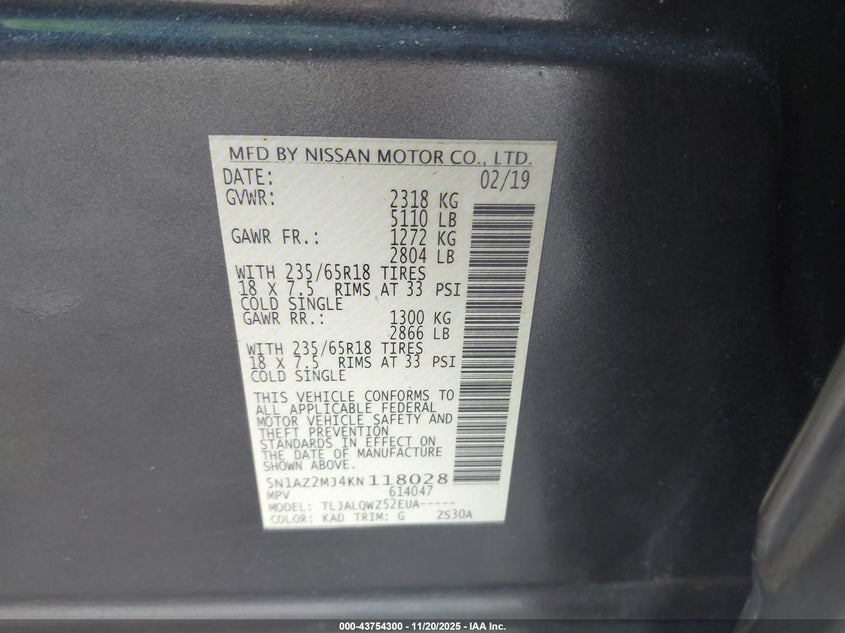 MFD BY NISSAN MOTOR CO., LTD.
DATE: 02/19
GVWR: 2318 KG
5110 LB
GAWR FR.: 1272 KG
2804 LB
WITH 235/65R18 TIRES
18 X 7.5 RIMS AT 33 PSI
COLD SINGLE
GAWR RR.: 1300 KG
2866 LB
WITH 235/65R18 TIRES
18 X 7.5 RIMS AT 33 PSI
COLD SINGLE
THIS VEHICLE CONFORMS TO
ALL APPLICABLE FEDERAL
MOTOR VEHICLE SAFETY AND
THEFT PREVENTION
STANDARDS IN EFFECT ON
THE DATE OF MANUFACTURE
SHOWN ABOVE.
5N1AZ2MJ4KN118028
MPV 614047
MODEL: TL3ALQWZ52EUA-----
COLOR: KAD TRIM: G ZS30A
000-43754300 - 11/20/2025 - IAA Inc.